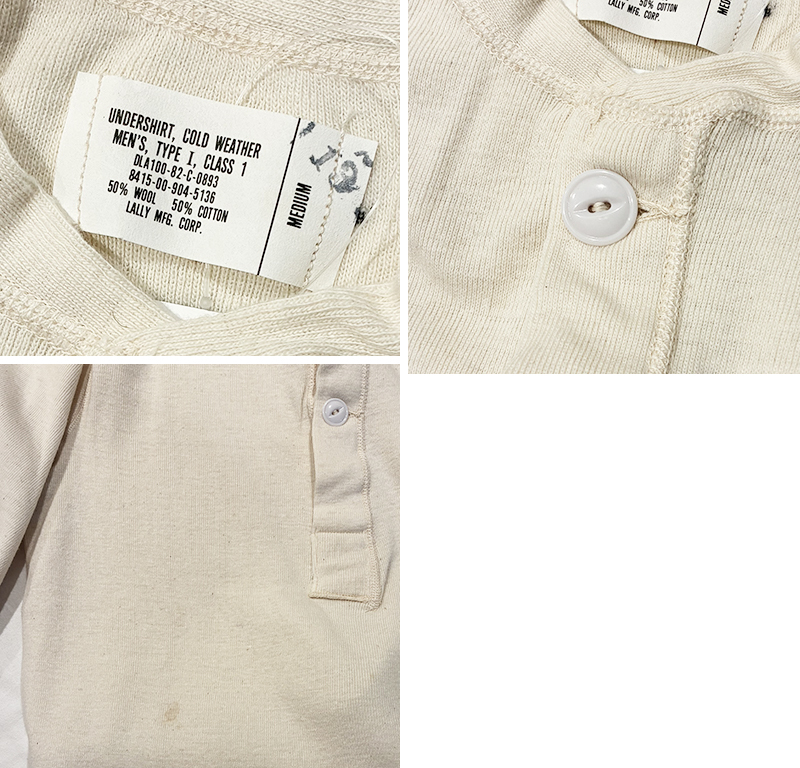 UNDERSHIRT, COLD WEATHER
MEN'S, TYPE I, CLASS 1
DLA100-82-C-0893
8415-00-904-5136
50% WOOL 50% COTTON
LALLY MFG. CORP.
MEDIUM
50% COTTON
LALLY MFG. CORP.